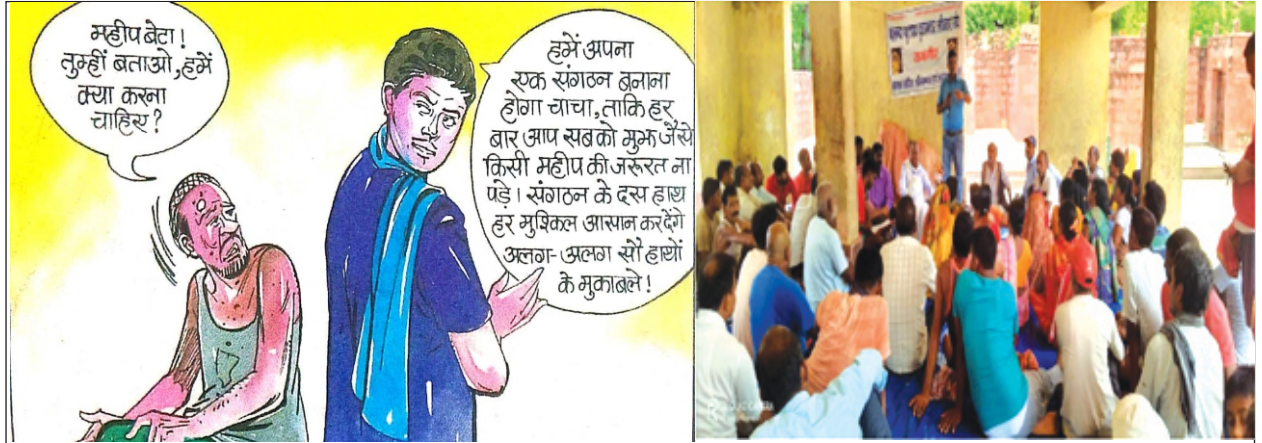 महीप बेटा!
तुम्हीं बताओ, हमें
क्या करना
चाहिए?
हमें अपना
एक संगठन बनाना
होगा चाचा, ताकि हर
बार आप सबको मुझ जैसे
किसी महीप की जरूरत ना
पड़े। संगठन के दस हाथ
हर मुश्किल आसान कर देंगे
अलग-अलग सौ हाथों
के मुकाबले!